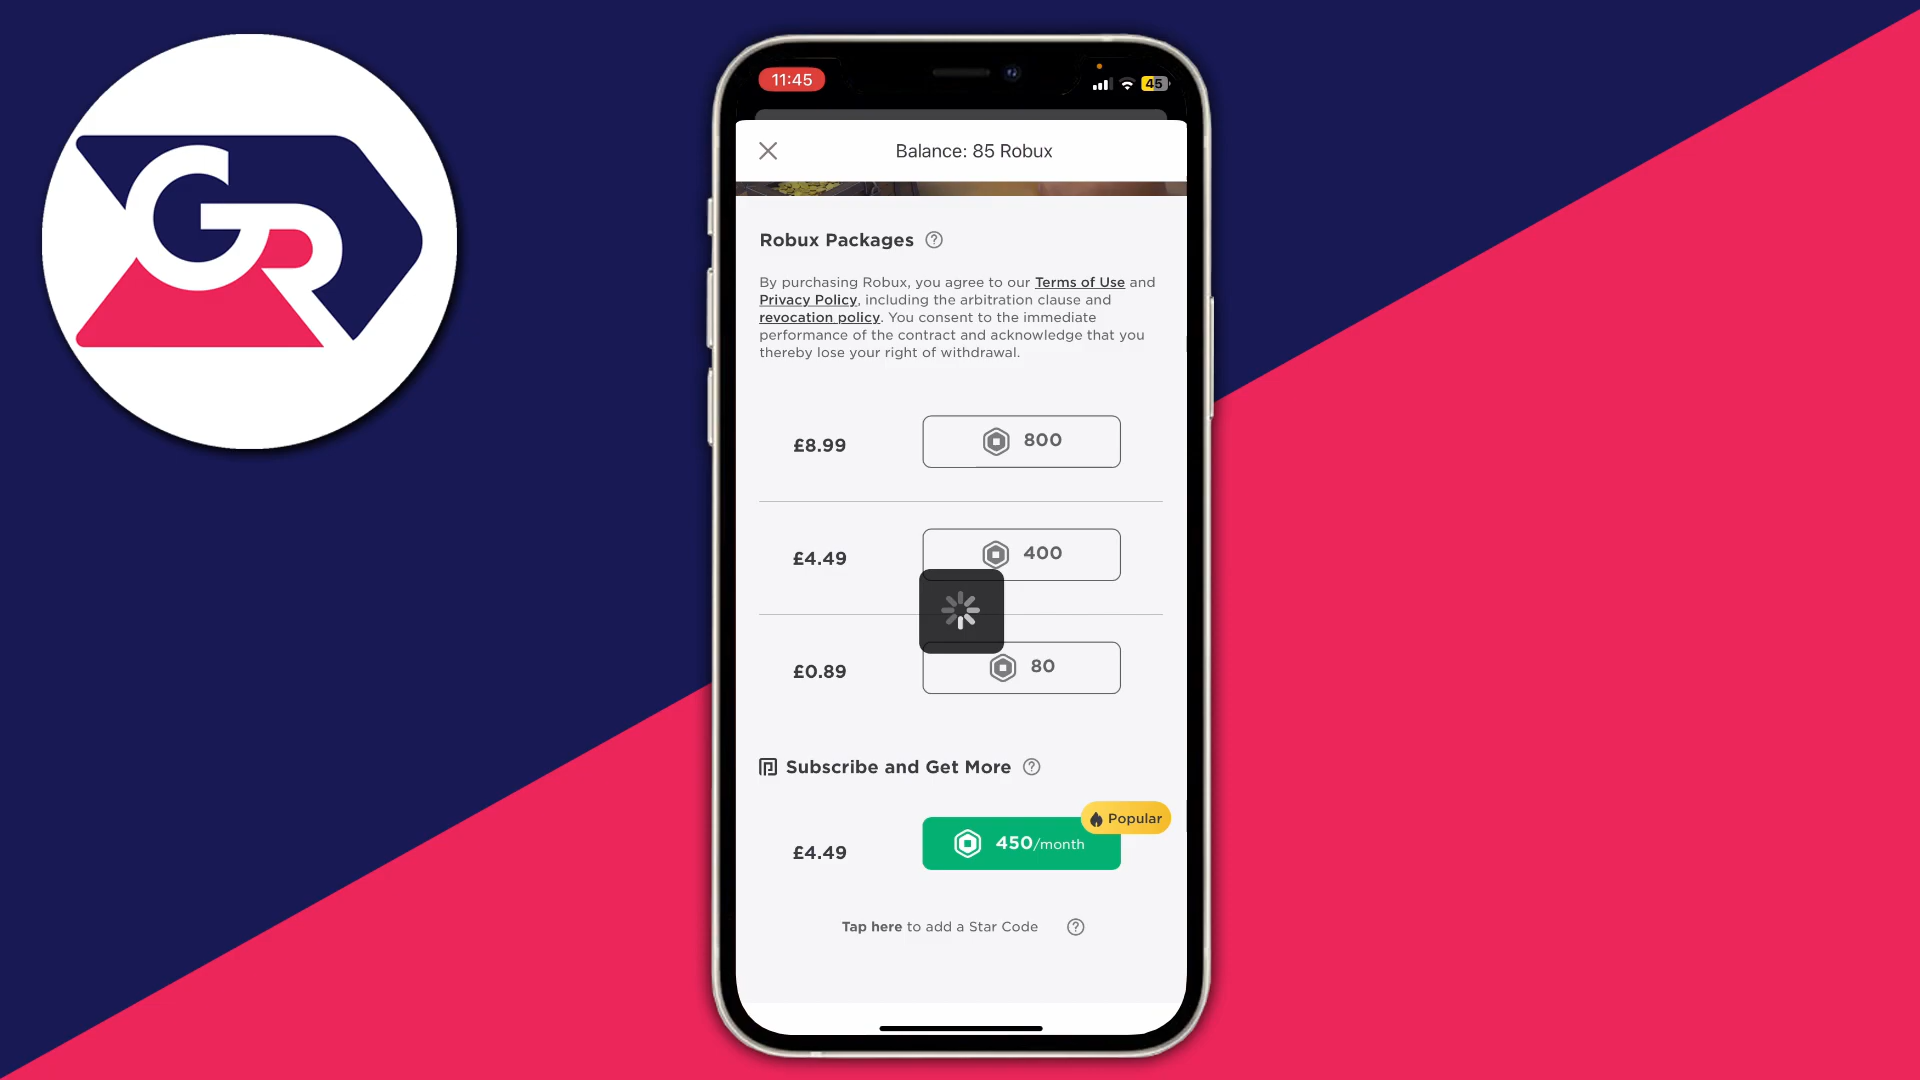 GR
11:45
45
Balance: 85 Robux
Robux Packages ?
By purchasing Robux, you agree to our Terms of Use and
Privacy Policy, including the arbitration clause and
revocation policy. You consent to the immediate
performance of the contract and acknowledge that you
thereby lose your right of withdrawal.
£8.99 800
£4.49 400
£0.89 80
Subscribe and Get More ?
Popular
£4.49 450/month
Tap here to add a Star Code ?